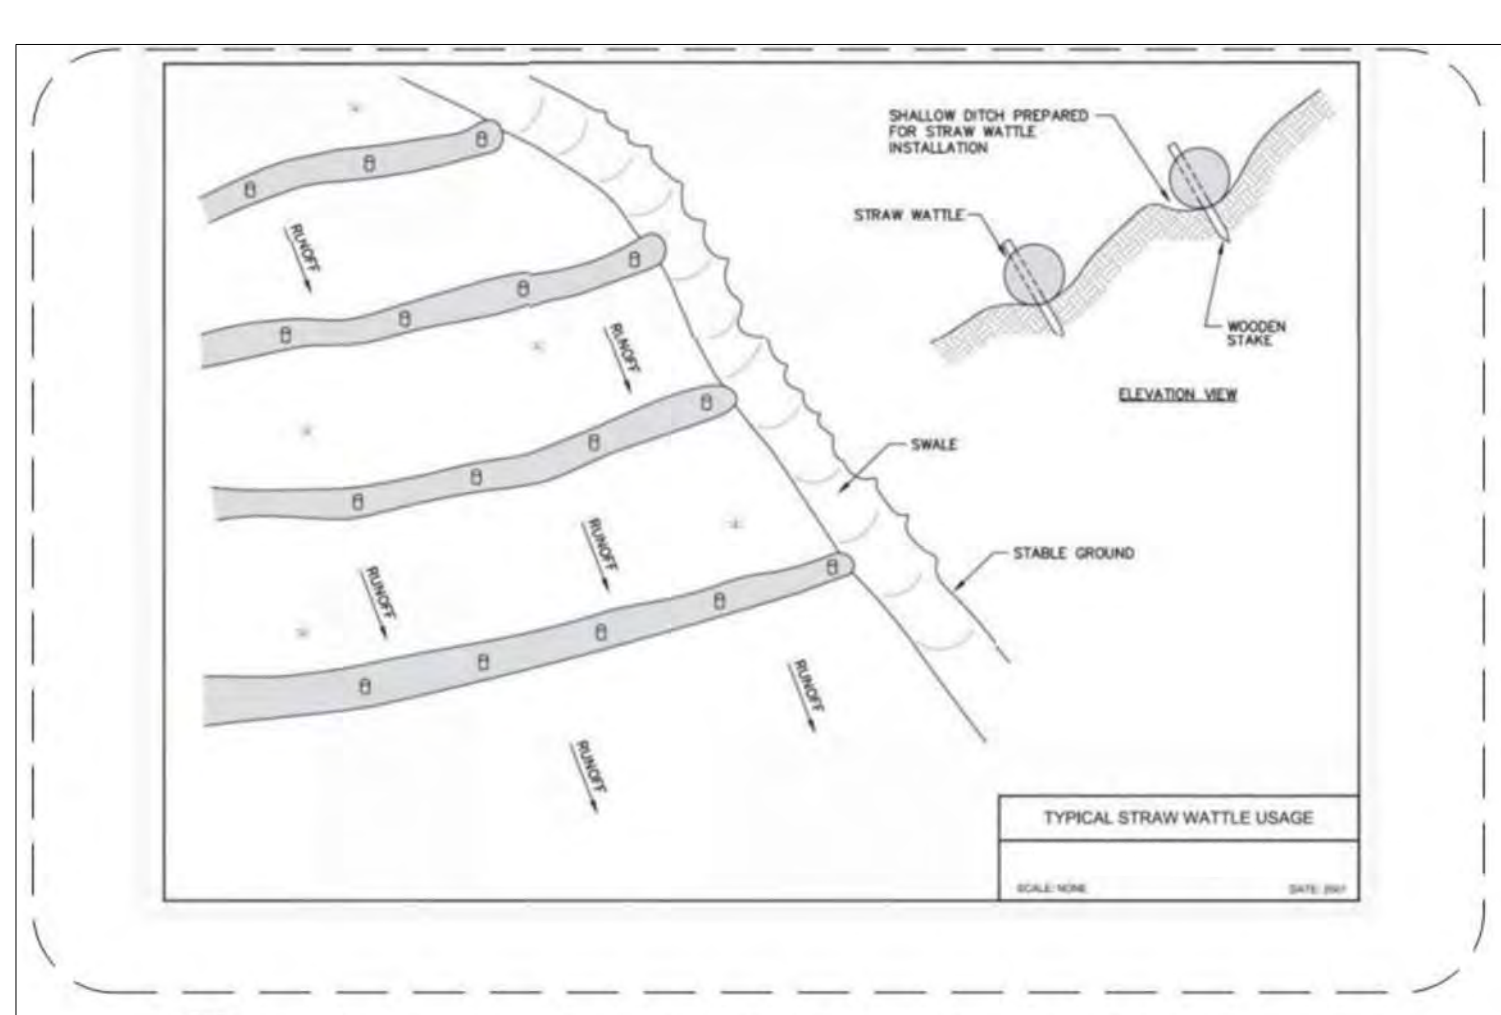 SHALLOW DITCH PREPARED
FOR STRAW WATTLE
INSTALLATION
STRAW WATTLE
WOODEN
STAKE
ELEVATION VIEW
RUNOFF
RUNOFF
SWALE
RUNOFF
STABLE GROUND
RUNOFF
RUNOFF
RUNOFF
TYPICAL STRAW WATTLE USAGE
SCALE: NONE
DATE: